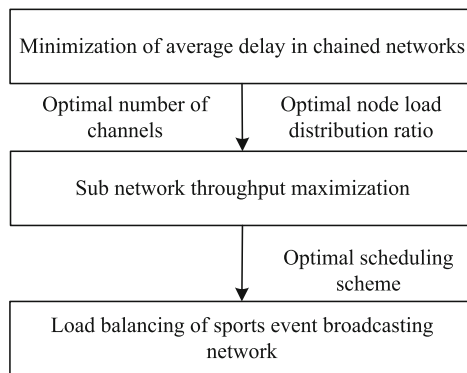 Minimization of average delay in chained networks
Optimal number of
channels
Optimal node load
distribution ratio
Sub network throughput maximization
Optimal scheduling
scheme
Load balancing of sports event broadcasting
network